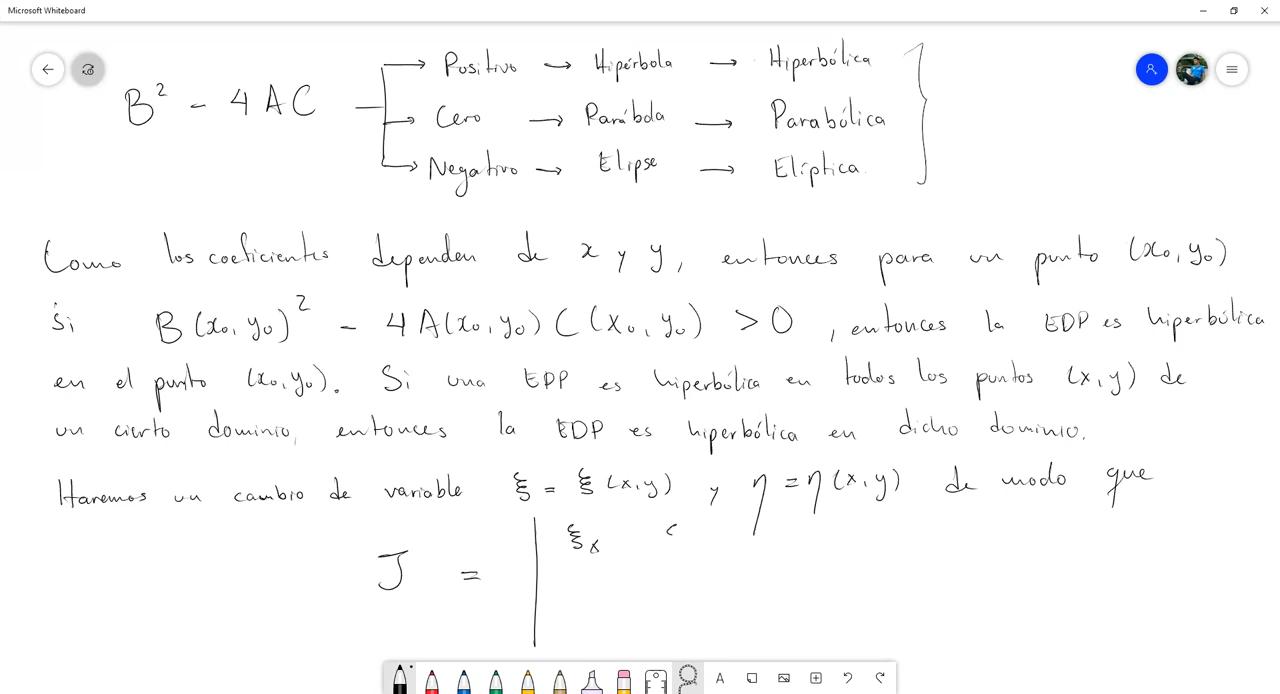 Microsoft Whiteboard
B² - 4AC
→ Positivo → Hipérbola → Hiperbólica
→ Cero → Parábola → Parabólica
→ Negativo → Elipse → Elíptica
Como los coeficientes dependen de x y y, entonces para un punto (x₀, y₀)
si B(x₀, y₀)² - 4A(x₀, y₀) C(x₀, y₀) > 0, entonces la EDP es hiperbólica
en el punto (x₀, y₀). Si una EDP es hiperbólica en todos los puntos (x, y) de
un cierto dominio, entonces la EDP es hiperbólica en dicho dominio.
Haremos un cambio de variable ξ = ξ(x, y) y η = η(x, y) de modo que
J = | ξₓ
A